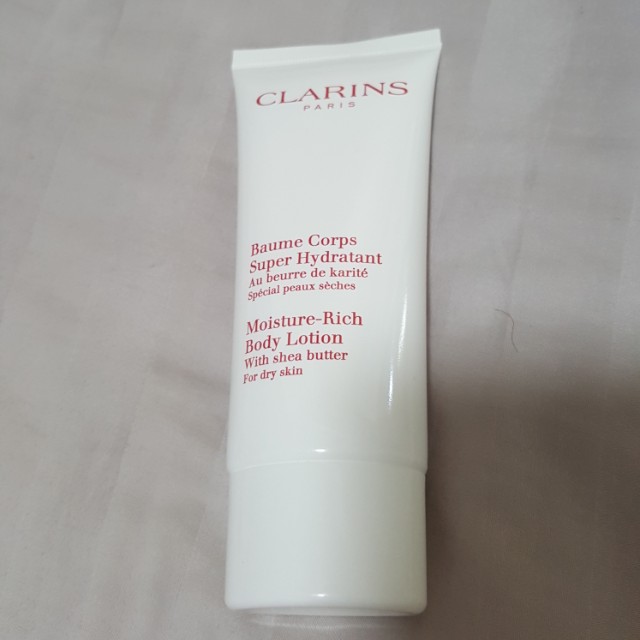 CLARINS
PARIS
Baume Corps
Super Hydratant
Au beurre de karité
Spécial peaux sèches
Moisture-Rich
Body Lotion
With shea butter
For dry skin